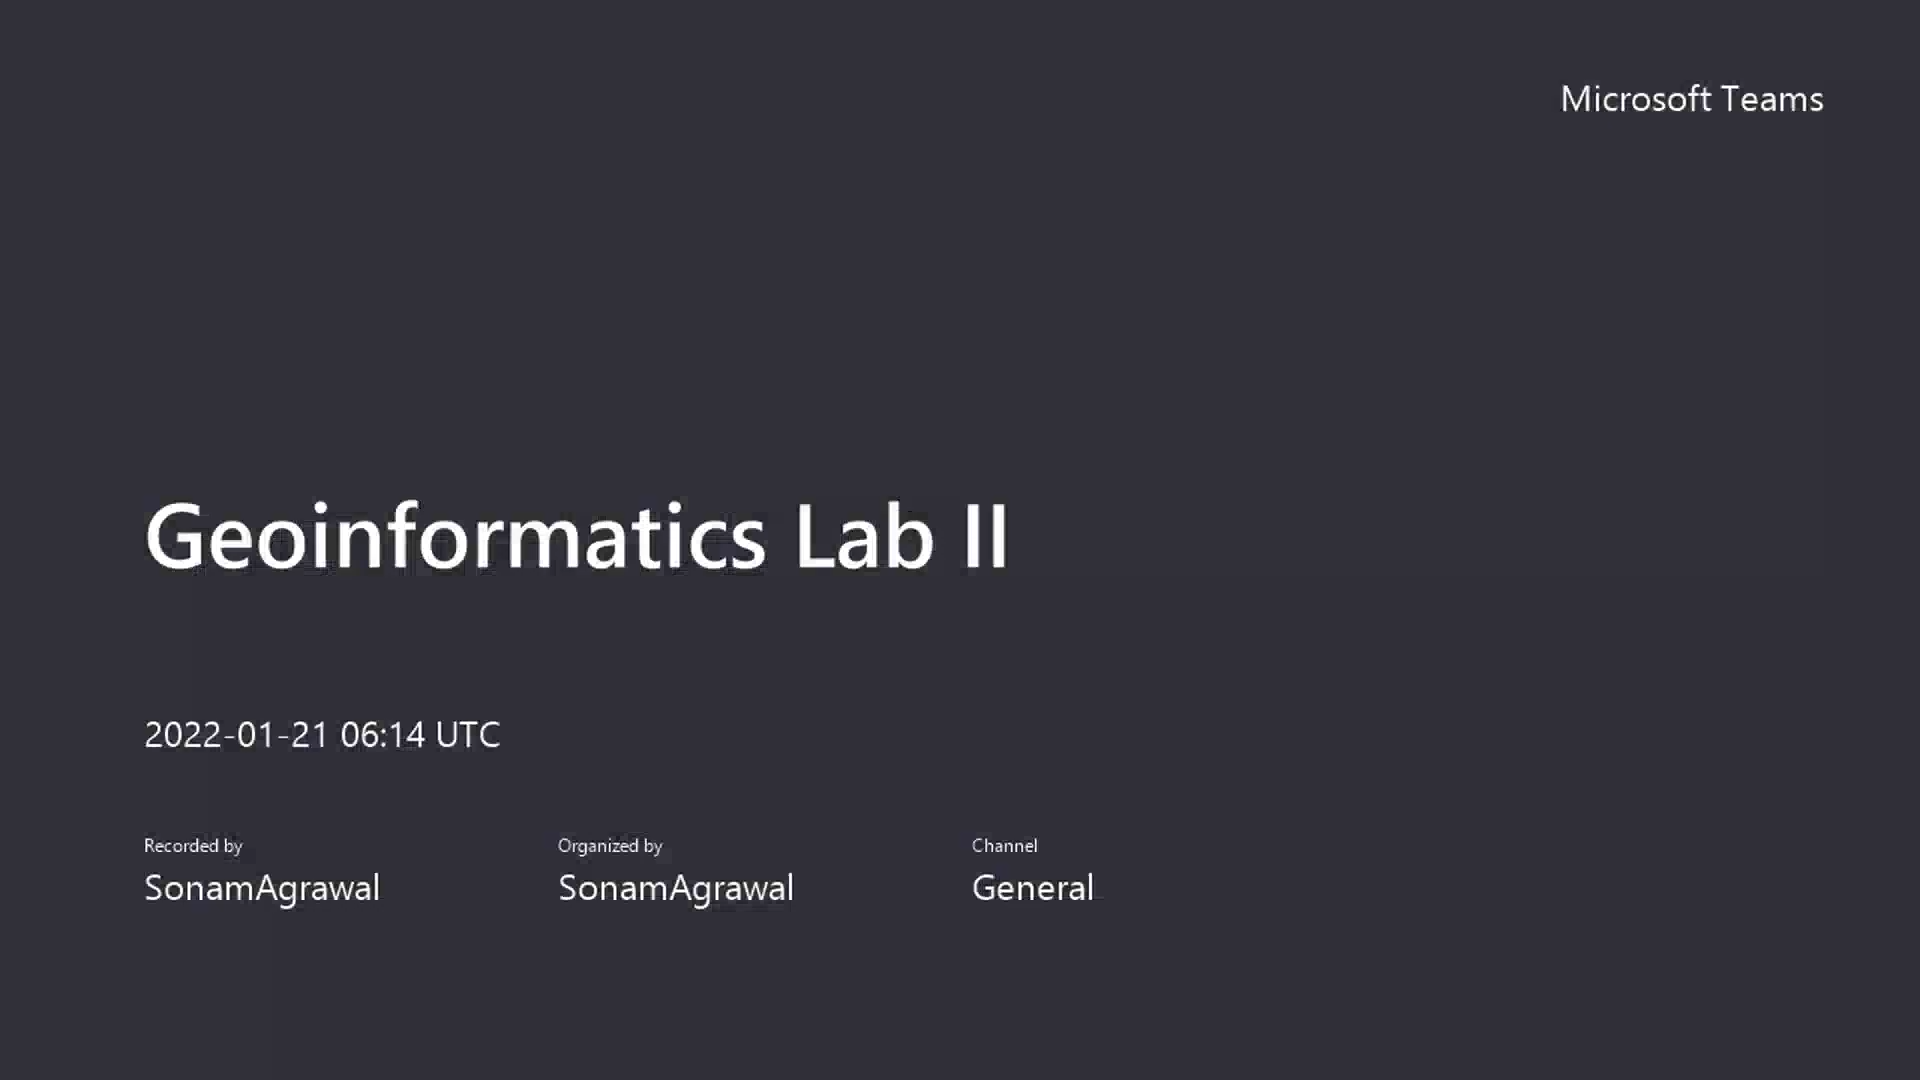 Microsoft Teams
Geoinformatics Lab II
2022-01-21 06:14 UTC
Recorded by
SonamAgrawal
Organized by
SonamAgrawal
Channel
General